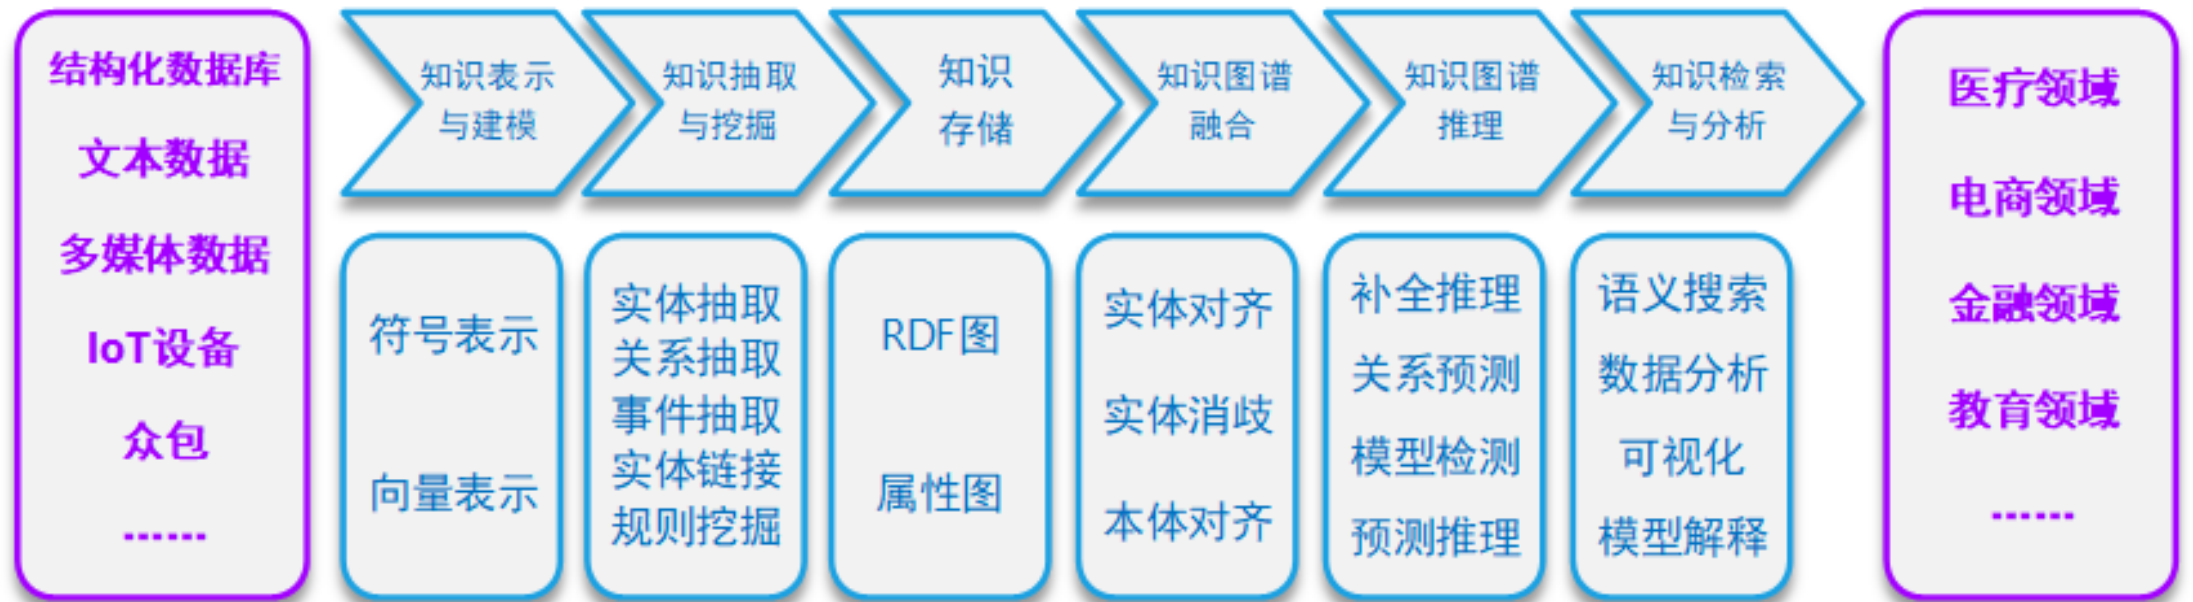 结构化数据库
文本数据
多媒体数据
IoT设备
众包
······
知识表示
与建模
符号表示
向量表示
知识抽取
与挖掘
实体抽取
关系抽取
事件抽取
实体链接
规则挖掘
知识
存储
RDF图
属性图
知识图谱
融合
实体对齐
实体消歧
本体对齐
知识图谱
推理
补全推理
关系预测
模型检测
预测推理
知识检索
与分析
语义搜索
数据分析
可视化
模型解释
医疗领域
电商领域
金融领域
教育领域
······